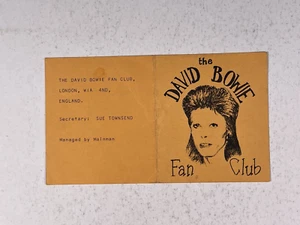 THE DAVID BOWIE FAN CLUB,
LONDON, W1A 4ND,
ENGLAND.
Secretary: SUE TOWNSEND
Managed by MainMan
the
DAVID BOWIE
Fan Club